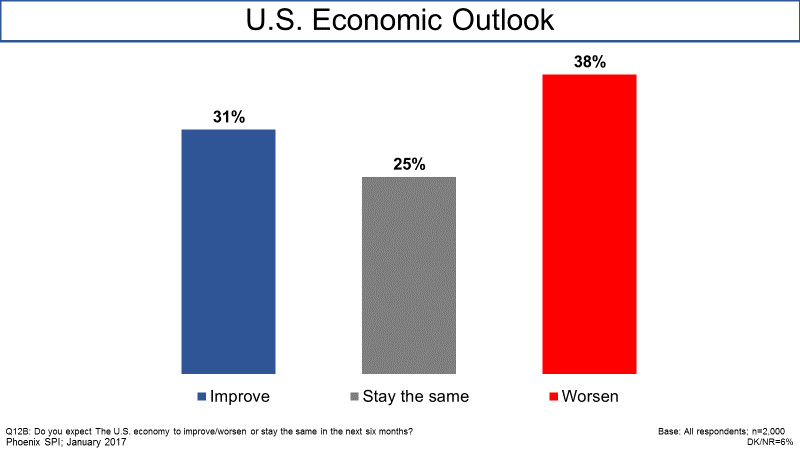 U.S. Economic Outlook
38%
31%
25%
Improve
Stay the same
Worsen
Q12B: Do you expect The U.S. economy to improve/worsen or stay the same in the next six months?
Base: All respondents; n=2,000
Phoenix SPI; January 2017
DK/NR=6%